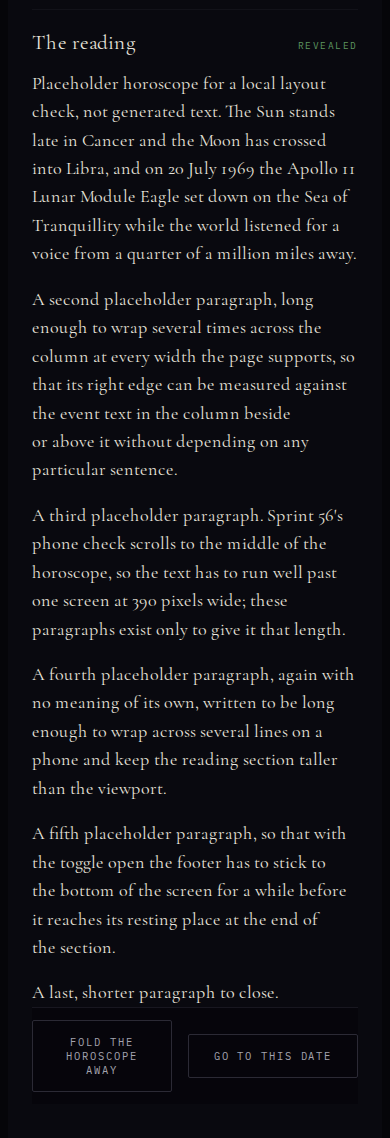 The reading
REVEALED
Placeholder horoscope for a local layout
check, not generated text. The Sun stands
late in Cancer and the Moon has crossed
into Libra, and on 20 July 1969 the Apollo 11
Lunar Module Eagle set down on the Sea of
Tranquillity while the world listened for a
voice from a quarter of a million miles away.
A second placeholder paragraph, long
enough to wrap several times across the
column at every width the page supports, so
that its right edge can be measured against
the event text in the column beside
or above it without depending on any
particular sentence.
A third placeholder paragraph. Sprint 56's
phone check scrolls to the middle of the
horoscope, so the text has to run well past
one screen at 390 pixels wide; these
paragraphs exist only to give it that length.
A fourth placeholder paragraph, again with
no meaning of its own, written to be long
enough to wrap across several lines on a
phone and keep the reading section taller
than the viewport.
A fifth placeholder paragraph, so that with
the toggle open the footer has to stick to
the bottom of the screen for a while before
it reaches its resting place at the end of
the section.
A last, shorter paragraph to close.
FOLD THE
HOROSCOPE
AWAY
GO TO THIS DATE